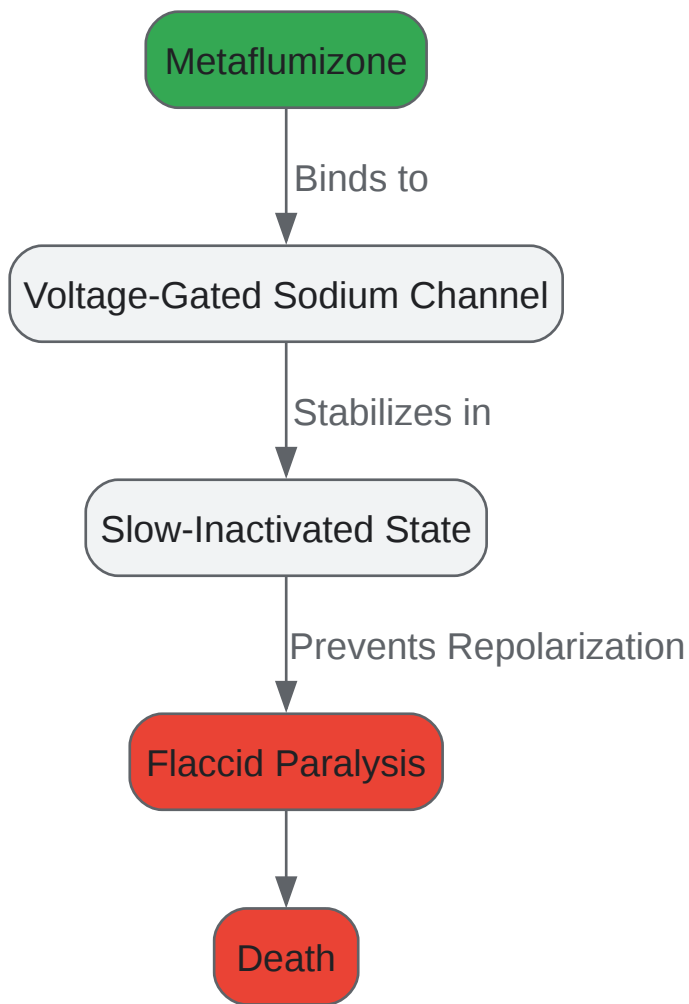 Metaflumizone
Binds to
Voltage-Gated Sodium Channel
Stabilizes in
Slow-Inactivated State
Prevents Repolarization
Flaccid Paralysis
Death